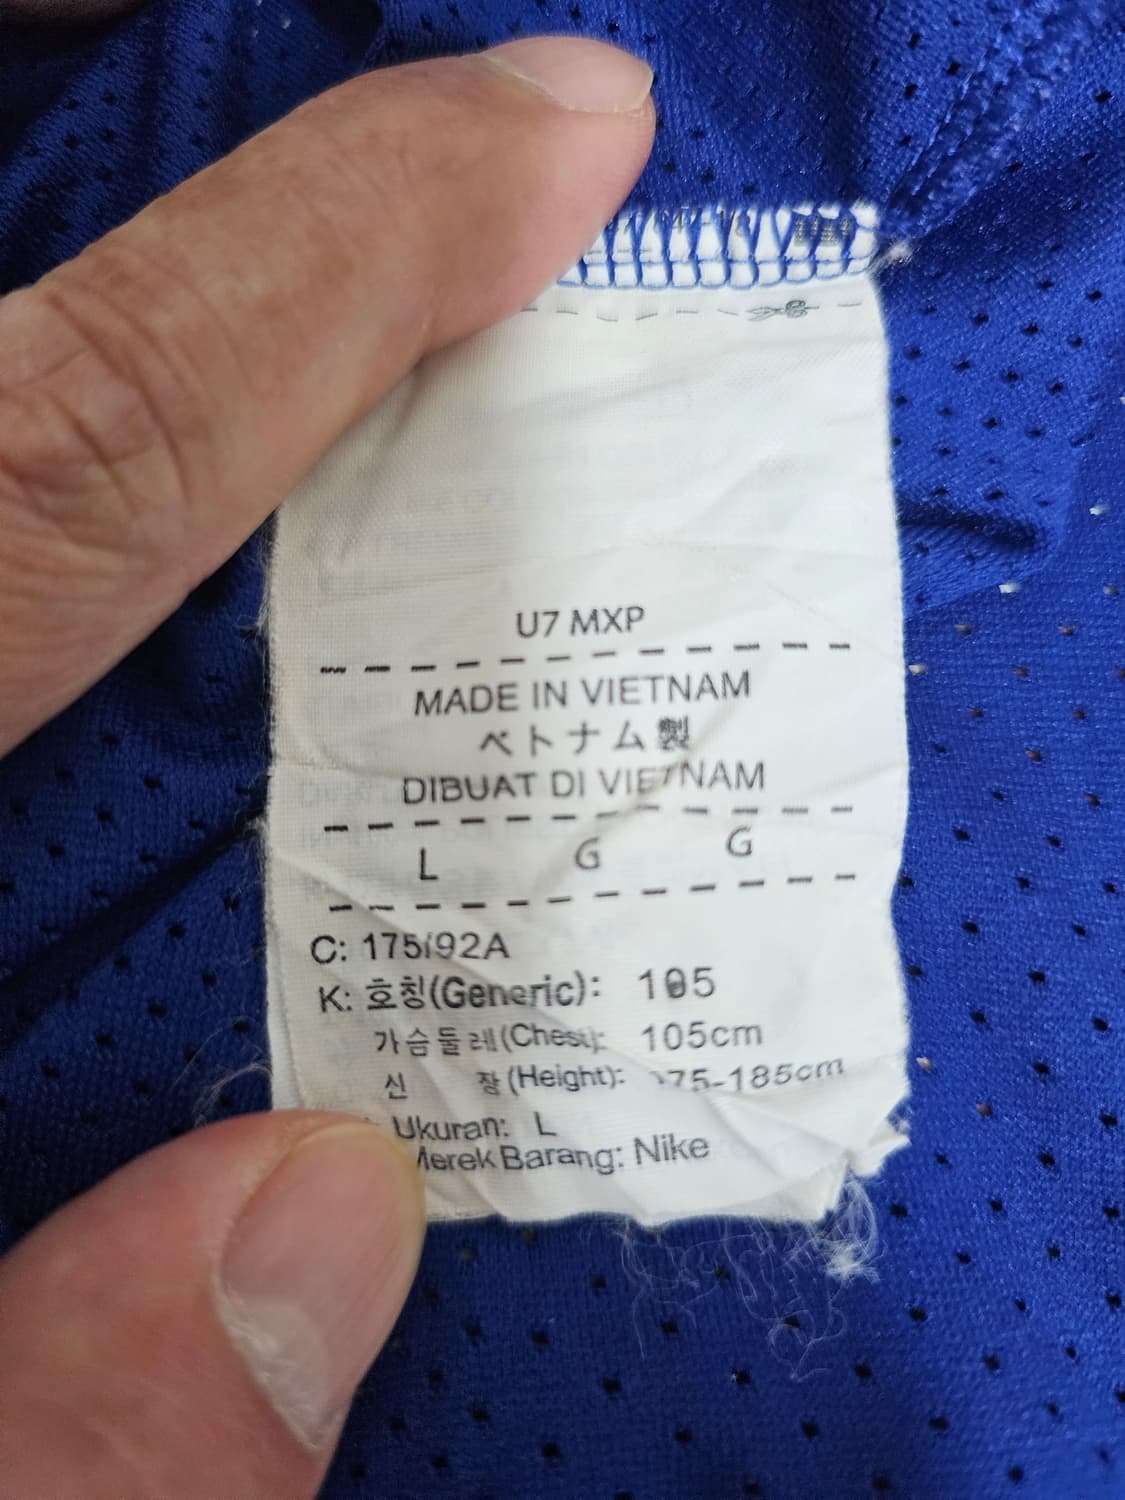 U7 MXP
MADE IN VIETNAM
ベトナム製
DIBUAT DI VIETNAM
L G G
C: 175/92A
K: 호칭(Generic): 105
가슴둘레(Chest): 105cm
신 장(Height): 175-185cm
Ukuran: L
Merek Barang: Nike